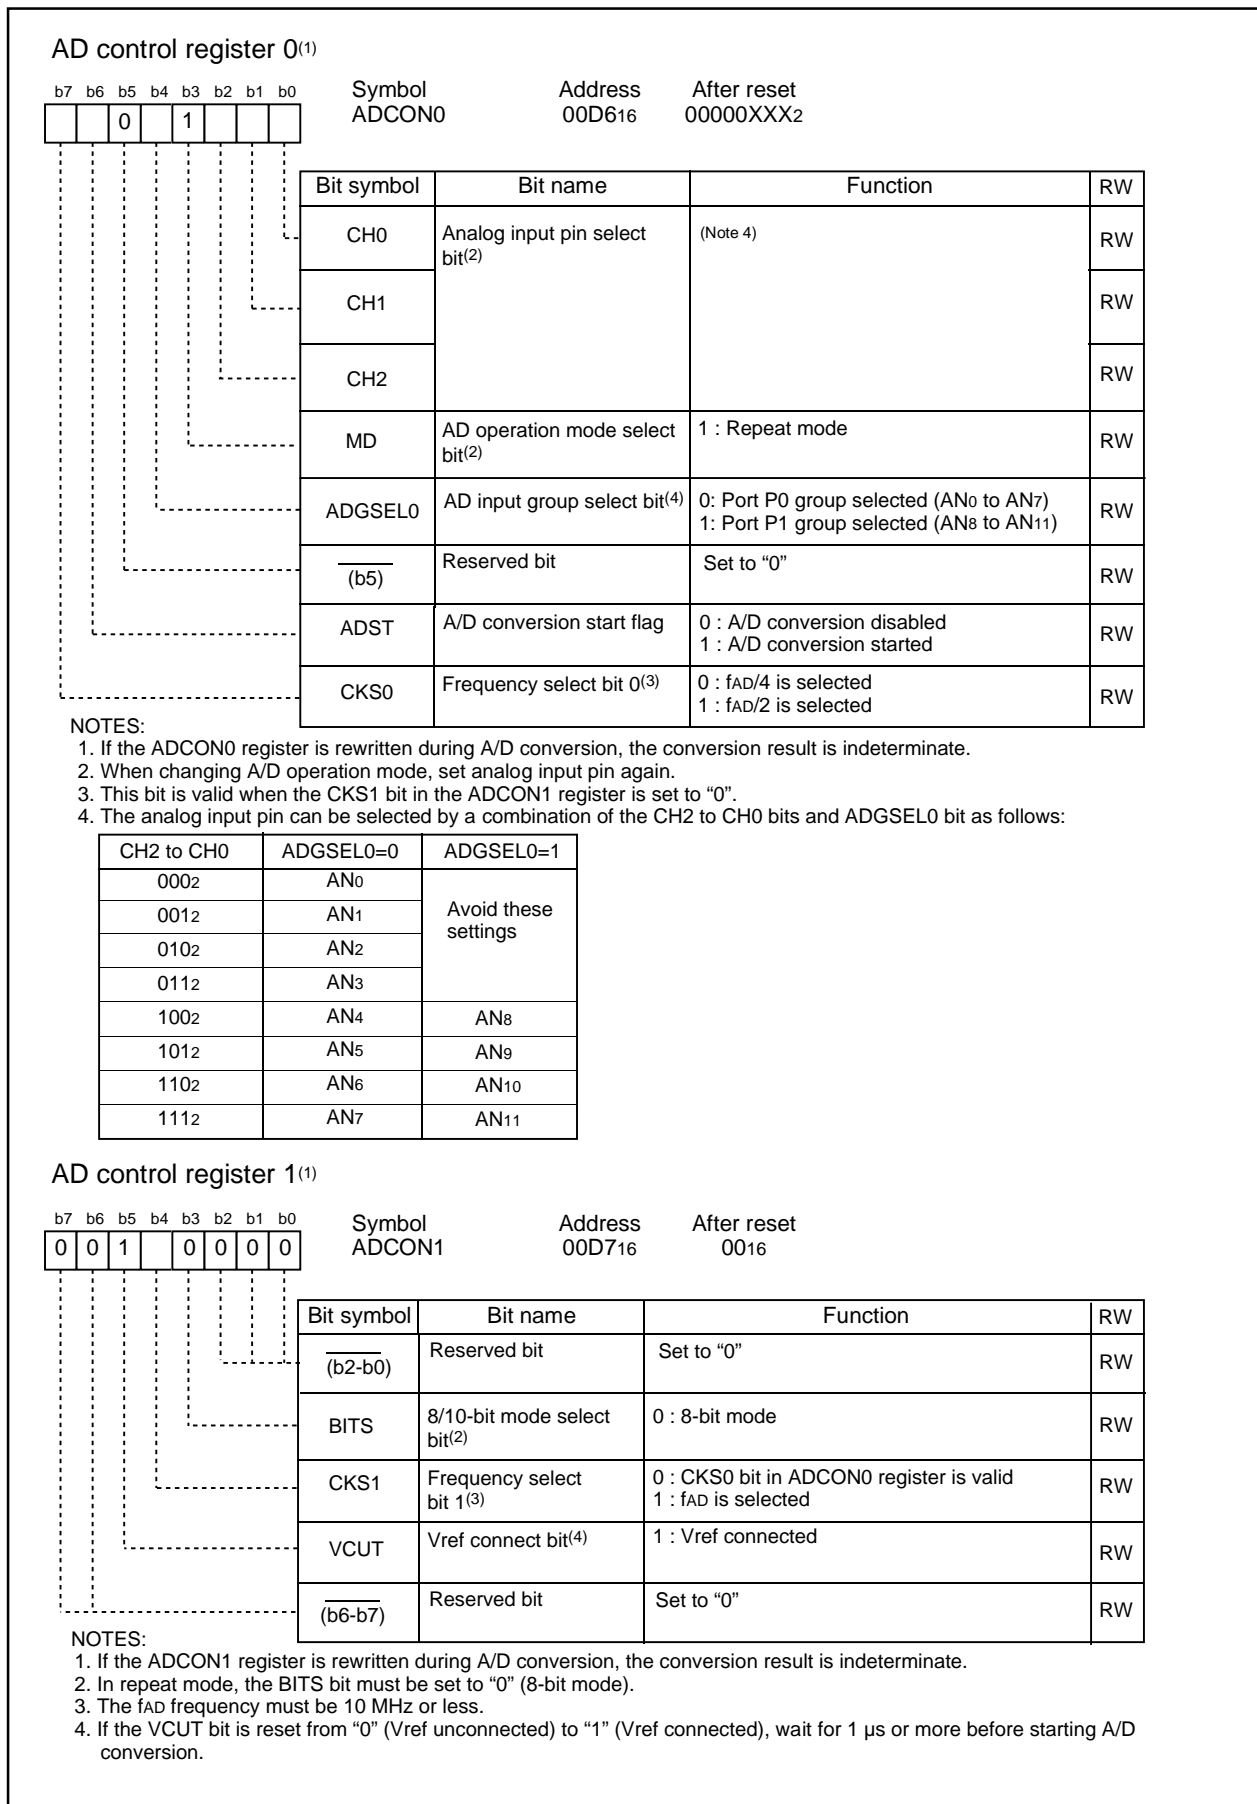 AD control register 0(1)
b7 b6 b5 b4 b3 b2 b1 b0
Symbol Address After reset
ADCON0 00D616 00000XXX2
0 1
Bit symbol Bit name Function RW
CH0 Analog input pin select bit(2) (Note 4) RW
CH1 RW
CH2 RW
MD AD operation mode select bit(2) 1 : Repeat mode RW
ADGSEL0 AD input group select bit(4) 0: Port P0 group selected (AN0 to AN7)
1: Port P1 group selected (AN8 to AN11) RW
(b5) Reserved bit Set to “0” RW
ADST A/D conversion start flag 0 : A/D conversion disabled
1 : A/D conversion started RW
CKS0 Frequency select bit 0(3) 0 : fAD/4 is selected
1 : fAD/2 is selected RW
NOTES:
1. If the ADCON0 register is rewritten during A/D conversion, the conversion result is indeterminate.
2. When changing A/D operation mode, set analog input pin again.
3. This bit is valid when the CKS1 bit in the ADCON1 register is set to “0”.
4. The analog input pin can be selected by a combination of the CH2 to CH0 bits and ADGSEL0 bit as follows:
CH2 to CH0 ADGSEL0=0 ADGSEL0=1
0002 AN0
0012 AN1 Avoid these
settings
0102 AN2
0112 AN3
1002 AN4 AN8
1012 AN5 AN9
1102 AN6 AN10
1112 AN7 AN11
AD control register 1(1)
b7 b6 b5 b4 b3 b2 b1 b0
Symbol Address After reset
ADCON1 00D716 0016
0 0 1 0 0 0 0
Bit symbol Bit name Function RW
(b2-b0) Reserved bit Set to “0” RW
BITS 8/10-bit mode select bit(2) 0 : 8-bit mode RW
CKS1 Frequency select bit 1(3) 0 : CKS0 bit in ADCON0 register is valid
1 : fAD is selected RW
VCUT Vref connect bit(4) 1 : Vref connected RW
(b6-b7) Reserved bit Set to “0” RW
NOTES:
1. If the ADCON1 register is rewritten during A/D conversion, the conversion result is indeterminate.
2. In repeat mode, the BITS bit must be set to “0” (8-bit mode).
3. The fAD frequency must be 10 MHz or less.
4. If the VCUT bit is reset from “0” (Vref unconnected) to “1” (Vref connected), wait for 1 µs or more before starting A/D
conversion.